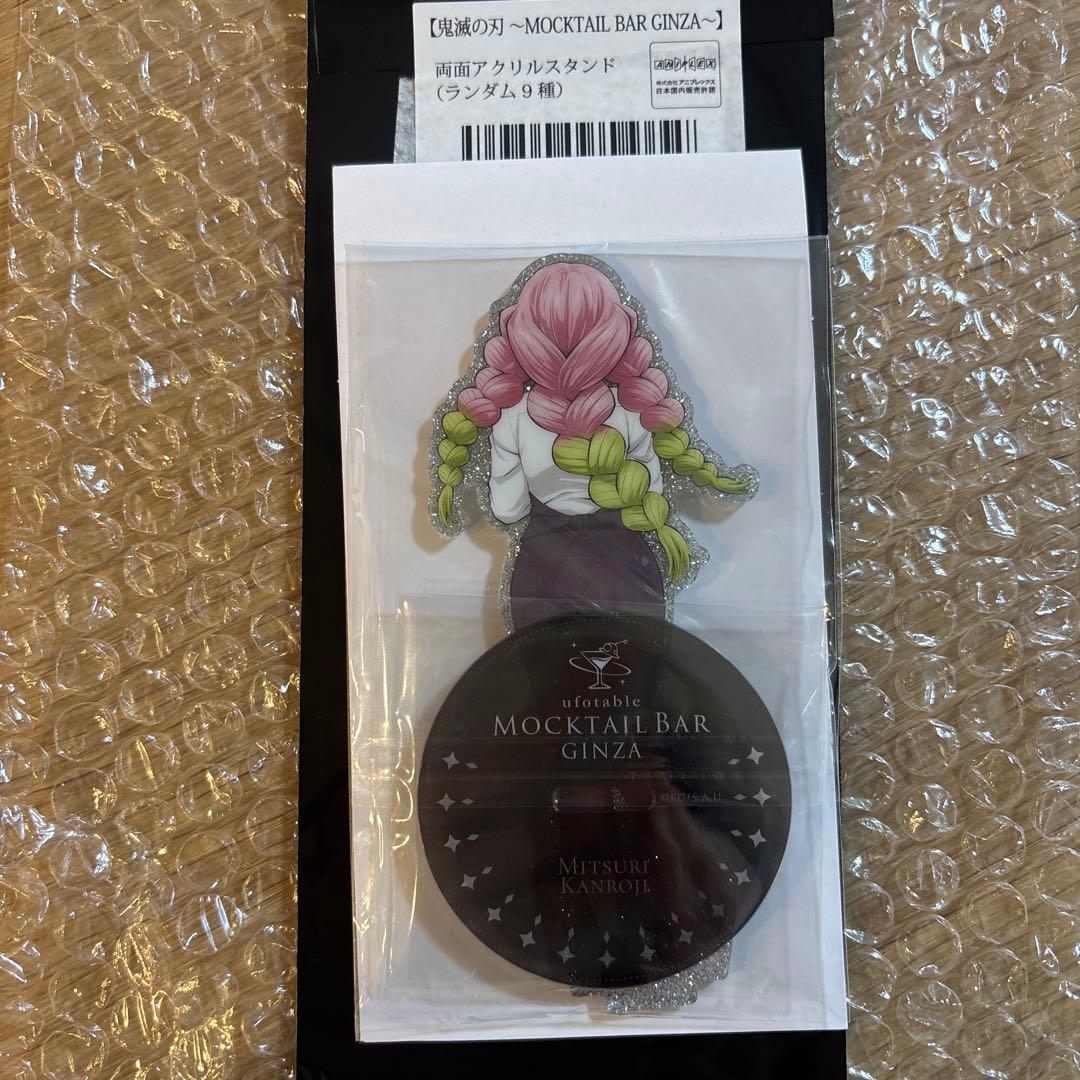 【鬼滅の刃 ～MOCKTAIL BAR GINZA～】
両面アクリルスタンド
（ランダム９種）
ANIPLEX
株式会社 アニプレックス
日本国内販売許諾
ufotable
MOCKTAIL BAR
GINZA
©KG/S,A,U
MITSURI
KANROJI